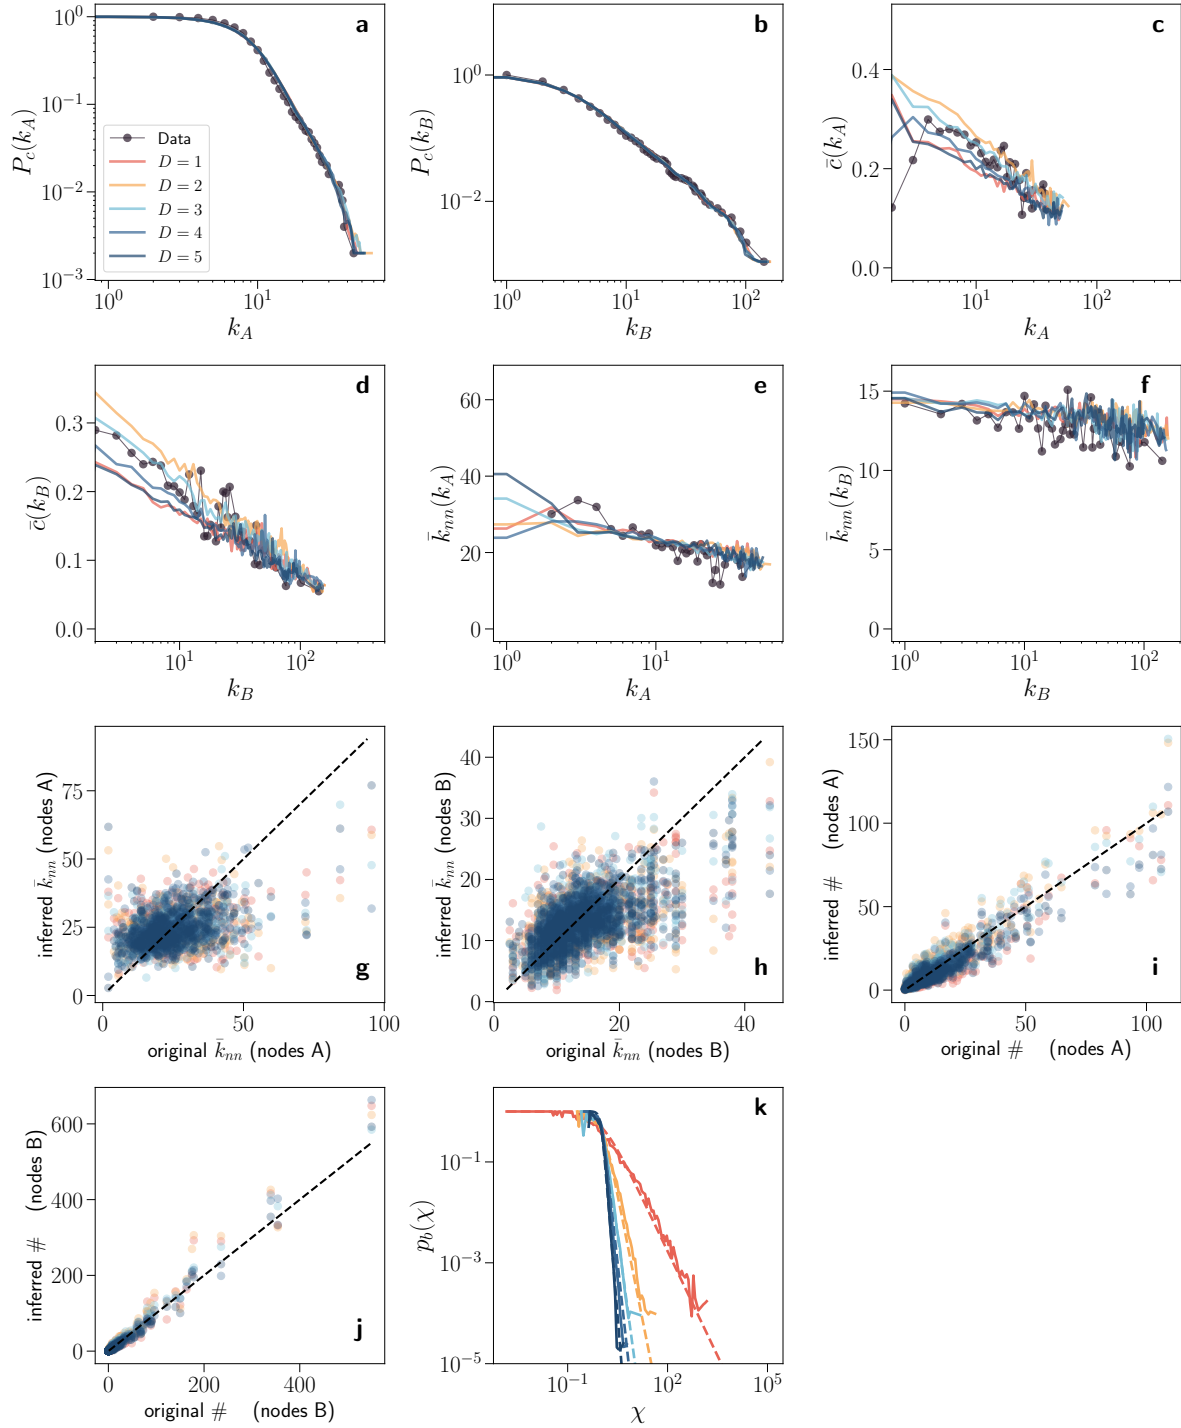 a
10^0
10^{-1}
10^{-2}
10^{-3}
P_c(k_A)
Data
D = 1
D = 2
D = 3
D = 4
D = 5
10^0
10^1
k_A
b
10^0
10^{-2}
P_c(k_B)
10^0
10^1
10^2
k_B
c
0.4
0.2
0.0
c̄(k_A)
10^1
10^2
k_A
d
0.3
0.2
0.1
0.0
c̄(k_B)
10^1
10^2
k_B
e
60
40
20
0
k̄_{nn}(k_A)
10^0
10^1
k_A
f
15
10
5
0
k̄_{nn}(k_B)
10^0
10^1
10^2
k_B
75
50
25
0
inferred k̄_{nn} (nodes A)
g
0
50
100
original k̄_{nn} (nodes A)
40
30
20
10
0
inferred k̄_{nn} (nodes B)
h
0
20
40
original k̄_{nn} (nodes B)
150
100
50
0
inferred # (nodes A)
i
0
50
100
original # (nodes A)
600
400
200
0
inferred # (nodes B)
j
0
200
400
original # (nodes B)
k
10^{-1}
10^{-3}
10^{-5}
p_b(χ)
10^{-1}
10^2
10^5
χ